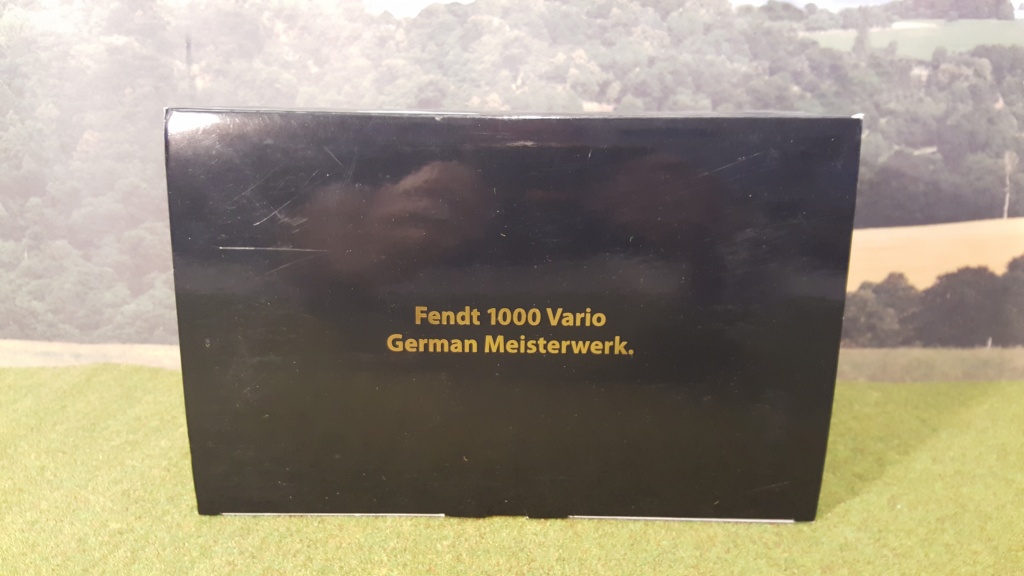 Fendt 1000 Vario
German Meisterwerk.